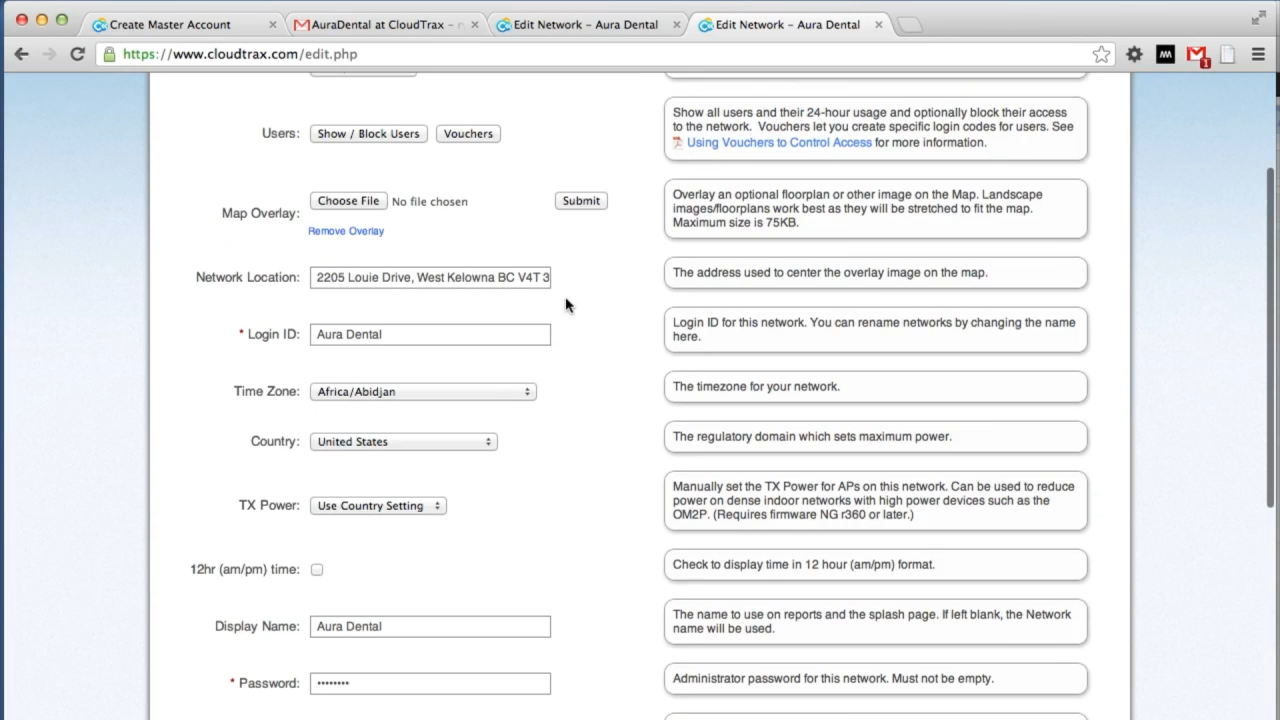 Create Master Account
AuraDental at CloudTrax –
Edit Network – Aura Dental
Edit Network – Aura Dental
https://www.cloudtrax.com/edit.php
1
Users:
Show / Block Users
Vouchers
Show all users and their 24-hour usage and optionally block their access
to the network. Vouchers let you create specific login codes for users. See
Using Vouchers to Control Access for more information.
Map Overlay:
Choose File
No file chosen
Submit
Remove Overlay
Overlay an optional floorplan or other image on the Map. Landscape
images/floorplans work best as they will be stretched to fit the map.
Maximum size is 75KB.
Network Location:
2205 Louie Drive, West Kelowna BC V4T 3
The address used to center the overlay image on the map.
* Login ID:
Aura Dental
Login ID for this network. You can rename networks by changing the name
here.
Time Zone:
Africa/Abidjan
The timezone for your network.
Country:
United States
The regulatory domain which sets maximum power.
TX Power:
Use Country Setting
Manually set the TX Power for APs on this network. Can be used to reduce
power on dense indoor networks with high power devices such as the
OM2P. (Requires firmware NG r360 or later.)
12hr (am/pm) time:
Check to display time in 12 hour (am/pm) format.
Display Name:
Aura Dental
The name to use on reports and the splash page. If left blank, the Network
name will be used.
* Password:
••••••••
Administrator password for this network. Must not be empty.